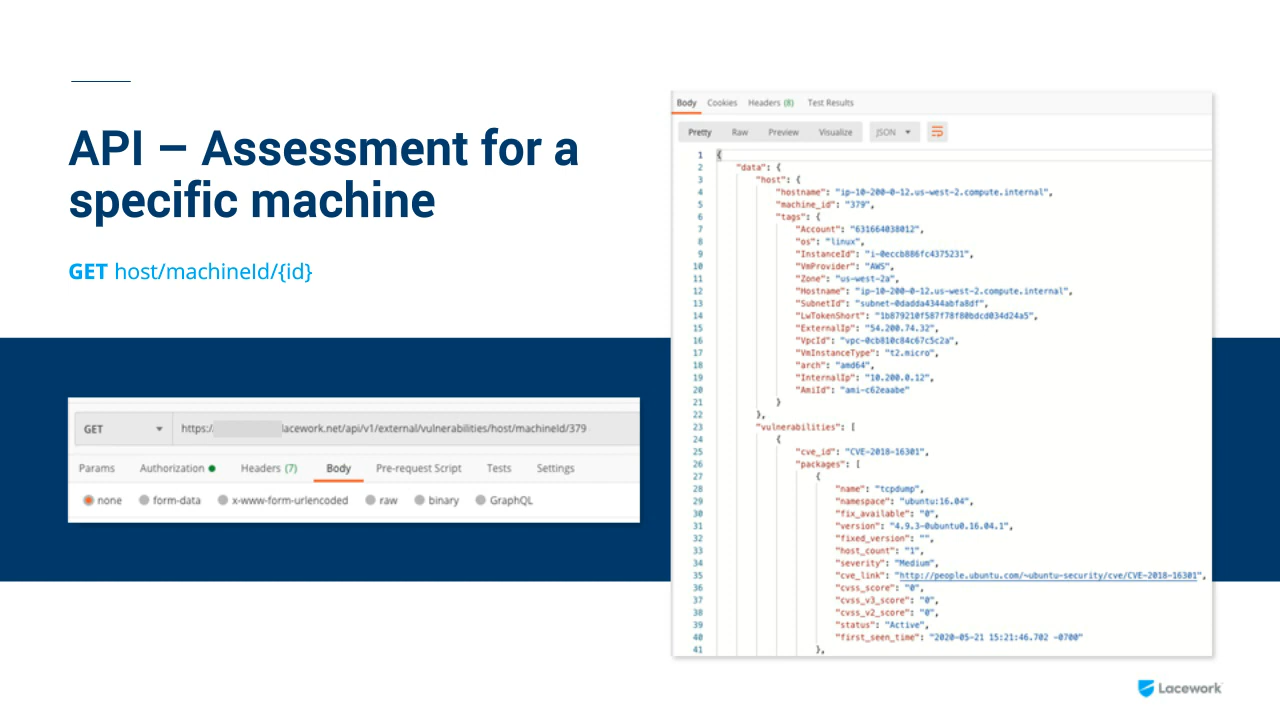 API – Assessment for a
specific machine
GET host/machineId/{id}
GET
https:/ lacework.net/api/v1/external/vulnerabilities/host/machineId/379
Params Authorization Headers (7) Body Pre-request Script Tests Settings
none form-data x-www-form-urlencoded raw binary GraphQL
Body Cookies Headers (8) Test Results
Pretty Raw Preview Visualize JSON
1 {
2 "data": {
3 "host": {
4 "hostname": "ip-10-200-0-12.us-west-2.compute.internal",
5 "machine_id": "379",
6 "tags": {
7 "Account": "631664038012",
8 "os": "linux",
9 "InstanceId": "i-0eccb886fc4375231",
10 "VmProvider": "AWS",
11 "Zone": "us-west-2a",
12 "Hostname": "ip-10-200-0-12.us-west-2.compute.internal",
13 "SubnetId": "subnet-0dadda4344abfa8df",
14 "LwTokenShort": "1b879210f587f78f80bdcd034d24a5",
15 "ExternalIp": "54.200.74.32",
16 "VpcId": "vpc-0cb810c84c67c5c2a",
17 "VmInstanceType": "t2.micro",
18 "arch": "amd64",
19 "InternalIp": "10.200.0.12",
20 "AmiId": "ami-c62eaabe"
21 }
22 },
23 "vulnerabilities": [
24 {
25 "cve_id": "CVE-2018-16301",
26 "packages": [
27 {
28 "name": "tcpdump",
29 "namespace": "ubuntu:16.04",
30 "fix_available": "0",
31 "version": "4.9.3-0ubuntu0.16.04.1",
32 "fixed_version": "",
33 "host_count": "1",
34 "severity": "Medium",
35 "cve_link": "http://people.ubuntu.com/~ubuntu-security/cve/CVE-2018-16301",
36 "cvss_score": "0",
37 "cvss_v3_score": "0",
38 "cvss_v2_score": "0",
39 "status": "Active",
40 "first_seen_time": "2020-05-21 15:21:46.702 -0700"
41 },
Lacework